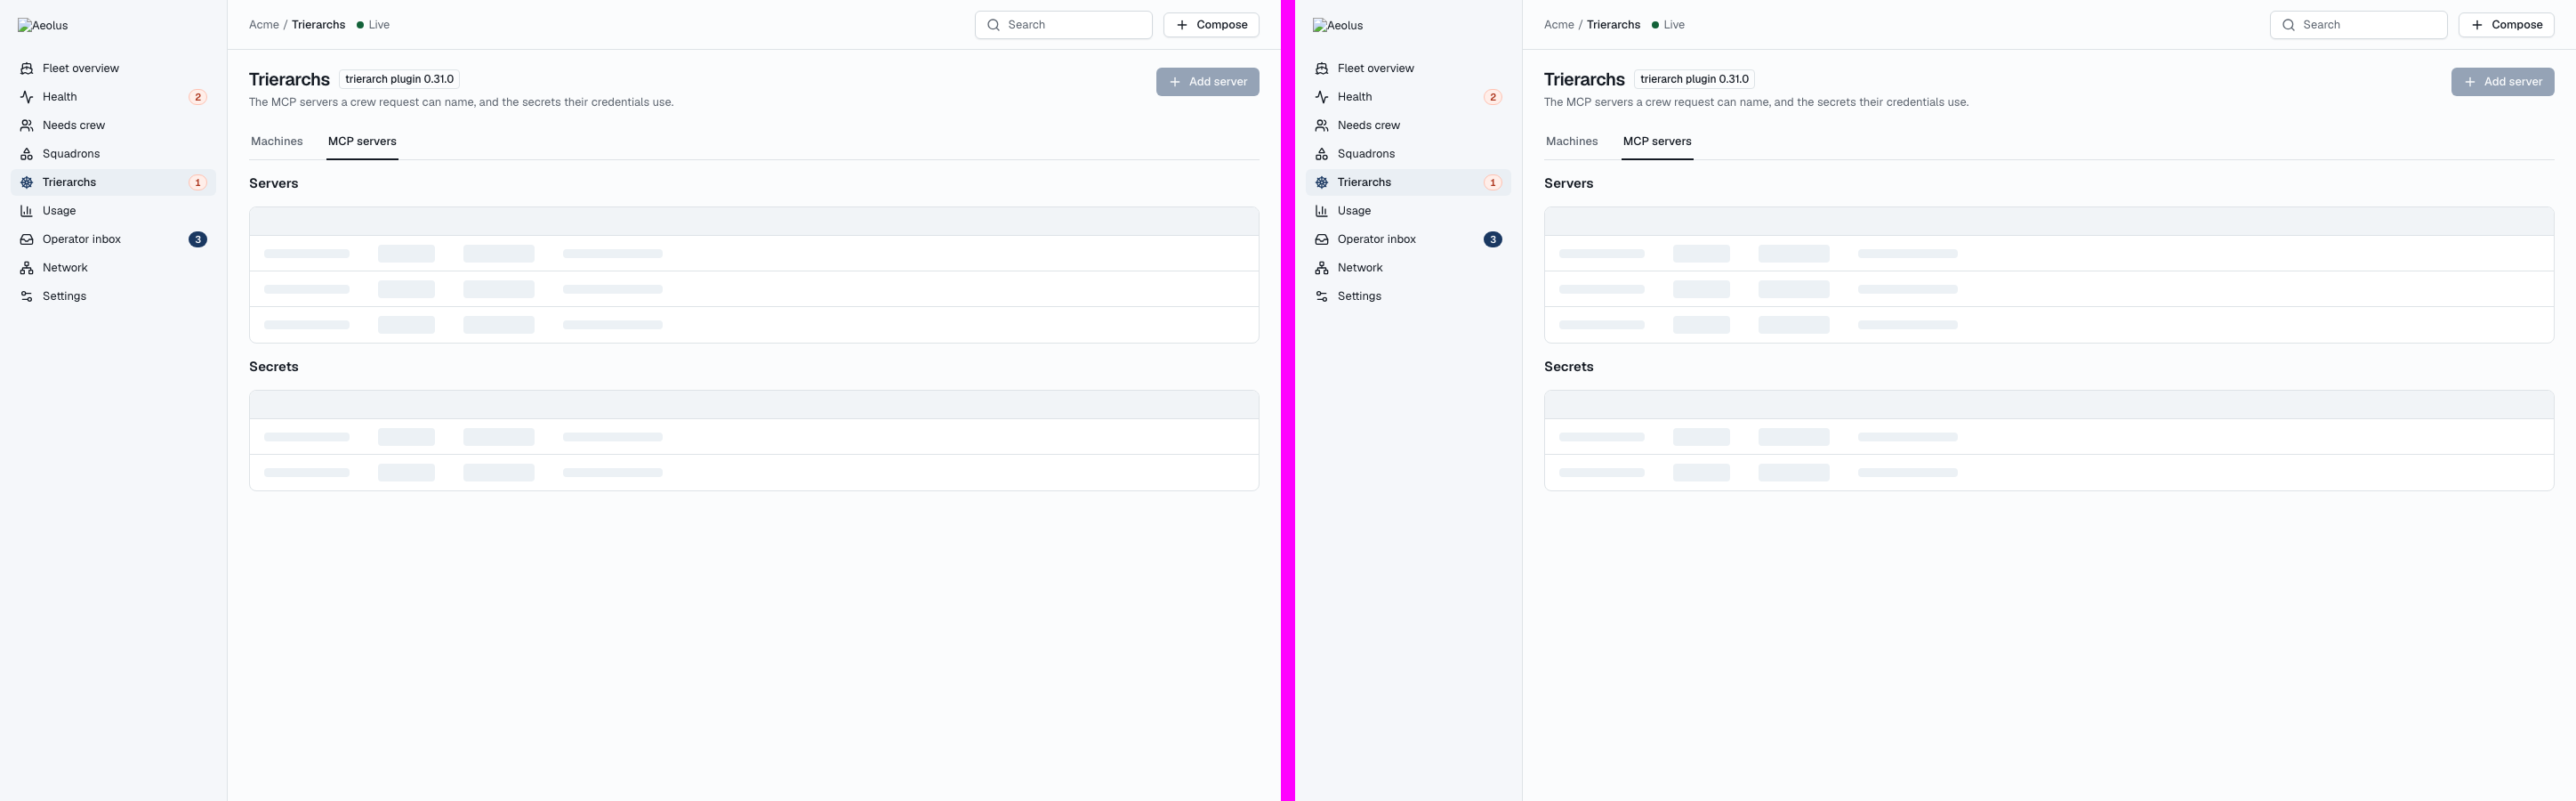 Aeolus
Acme / Trierarchs Live
Search
Compose
Fleet overview
Health 2
Needs crew
Squadrons
Trierarchs 1
Usage
Operator inbox 3
Network
Settings
Trierarchs trierarch plugin 0.31.0
Add server
The MCP servers a crew request can name, and the secrets their credentials use.
Machines MCP servers
Servers
Secrets
Aeolus
Acme / Trierarchs Live
Search
Compose
Fleet overview
Health 2
Needs crew
Squadrons
Trierarchs 1
Usage
Operator inbox 3
Network
Settings
Trierarchs trierarch plugin 0.31.0
Add server
The MCP servers a crew request can name, and the secrets their credentials use.
Machines MCP servers
Servers
Secrets